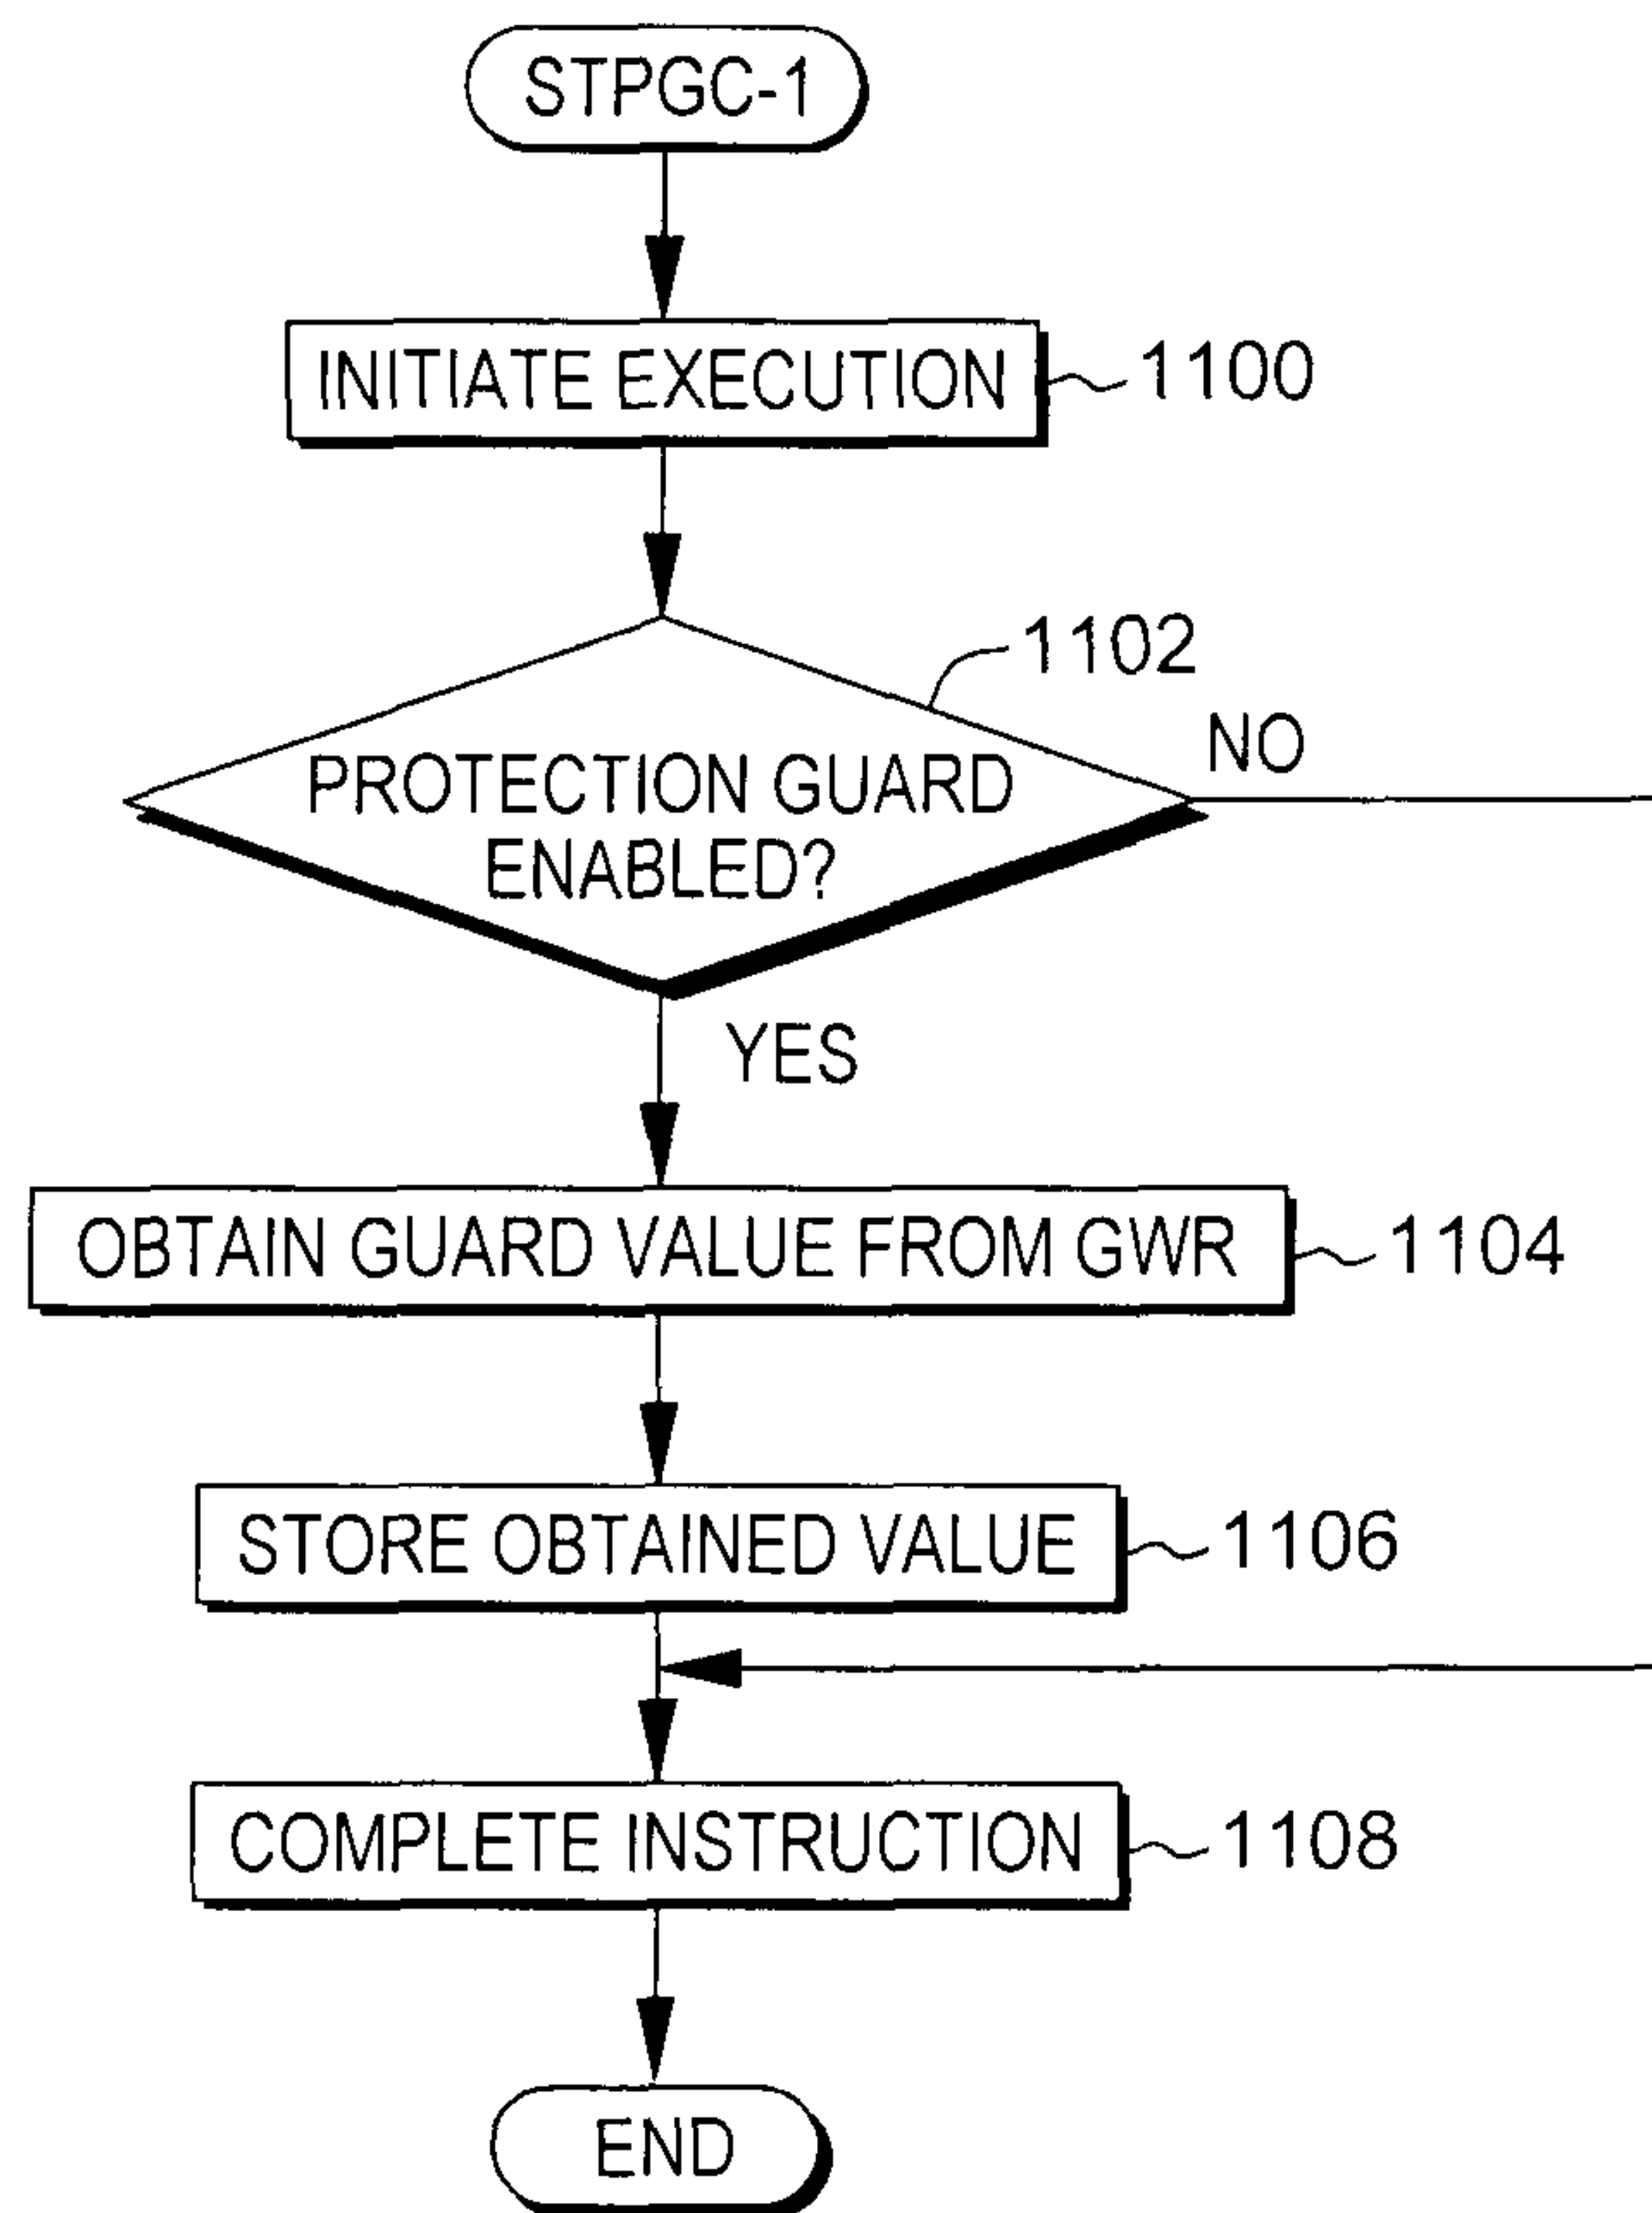 STPGC-1
INITIATE EXECUTION
1100
1102
PROTECTION GUARD
ENABLED?
NO
YES
OBTAIN GUARD VALUE FROM GWR
1104
STORE OBTAINED VALUE
1106
COMPLETE INSTRUCTION
1108
END